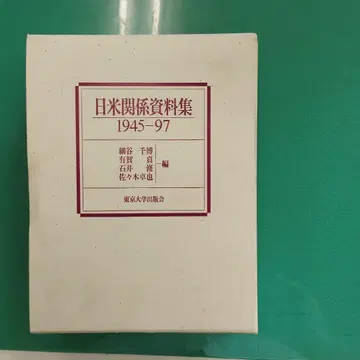 日米関係資料集
1945-97
細谷千博
有賀貞
石井修
佐々木卓也
編
東京大学出版会